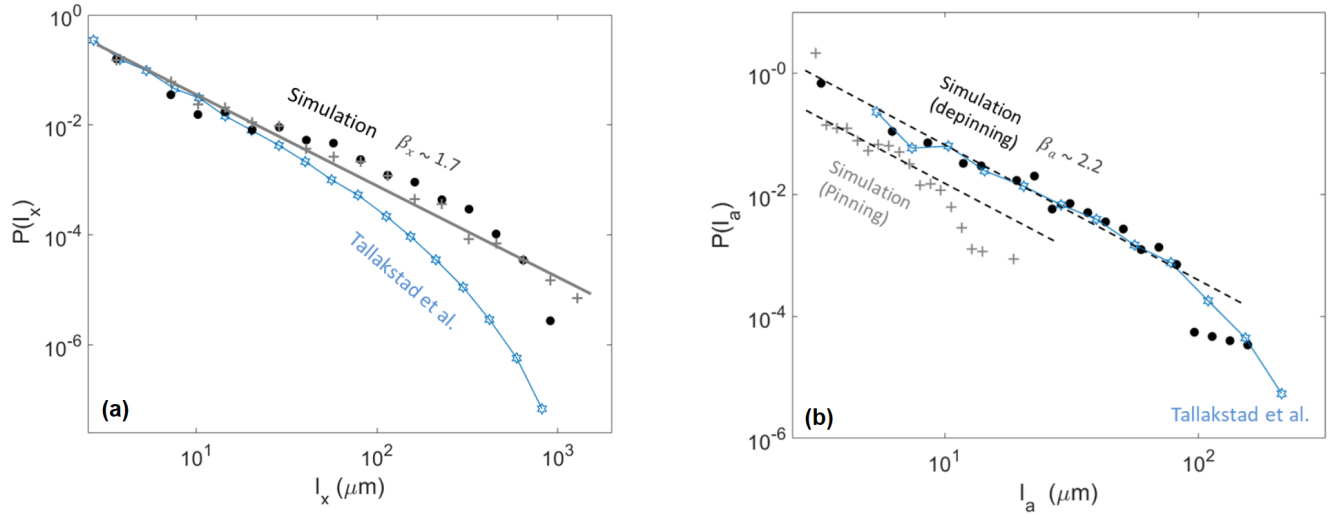 10^0
10^-2
10^-4
10^-6
P(l_x)
Simulation
β_x ~ 1.7
Tallakstad et al.
(a)
10^1
10^2
10^3
l_x (μm)
10^-0
10^-2
10^-4
10^-6
P(l_a)
Simulation
(depinning)
β_a ~ 2.2
Simulation
(Pinning)
(b)
Tallakstad et al.
10^1
10^2
l_a (μm)